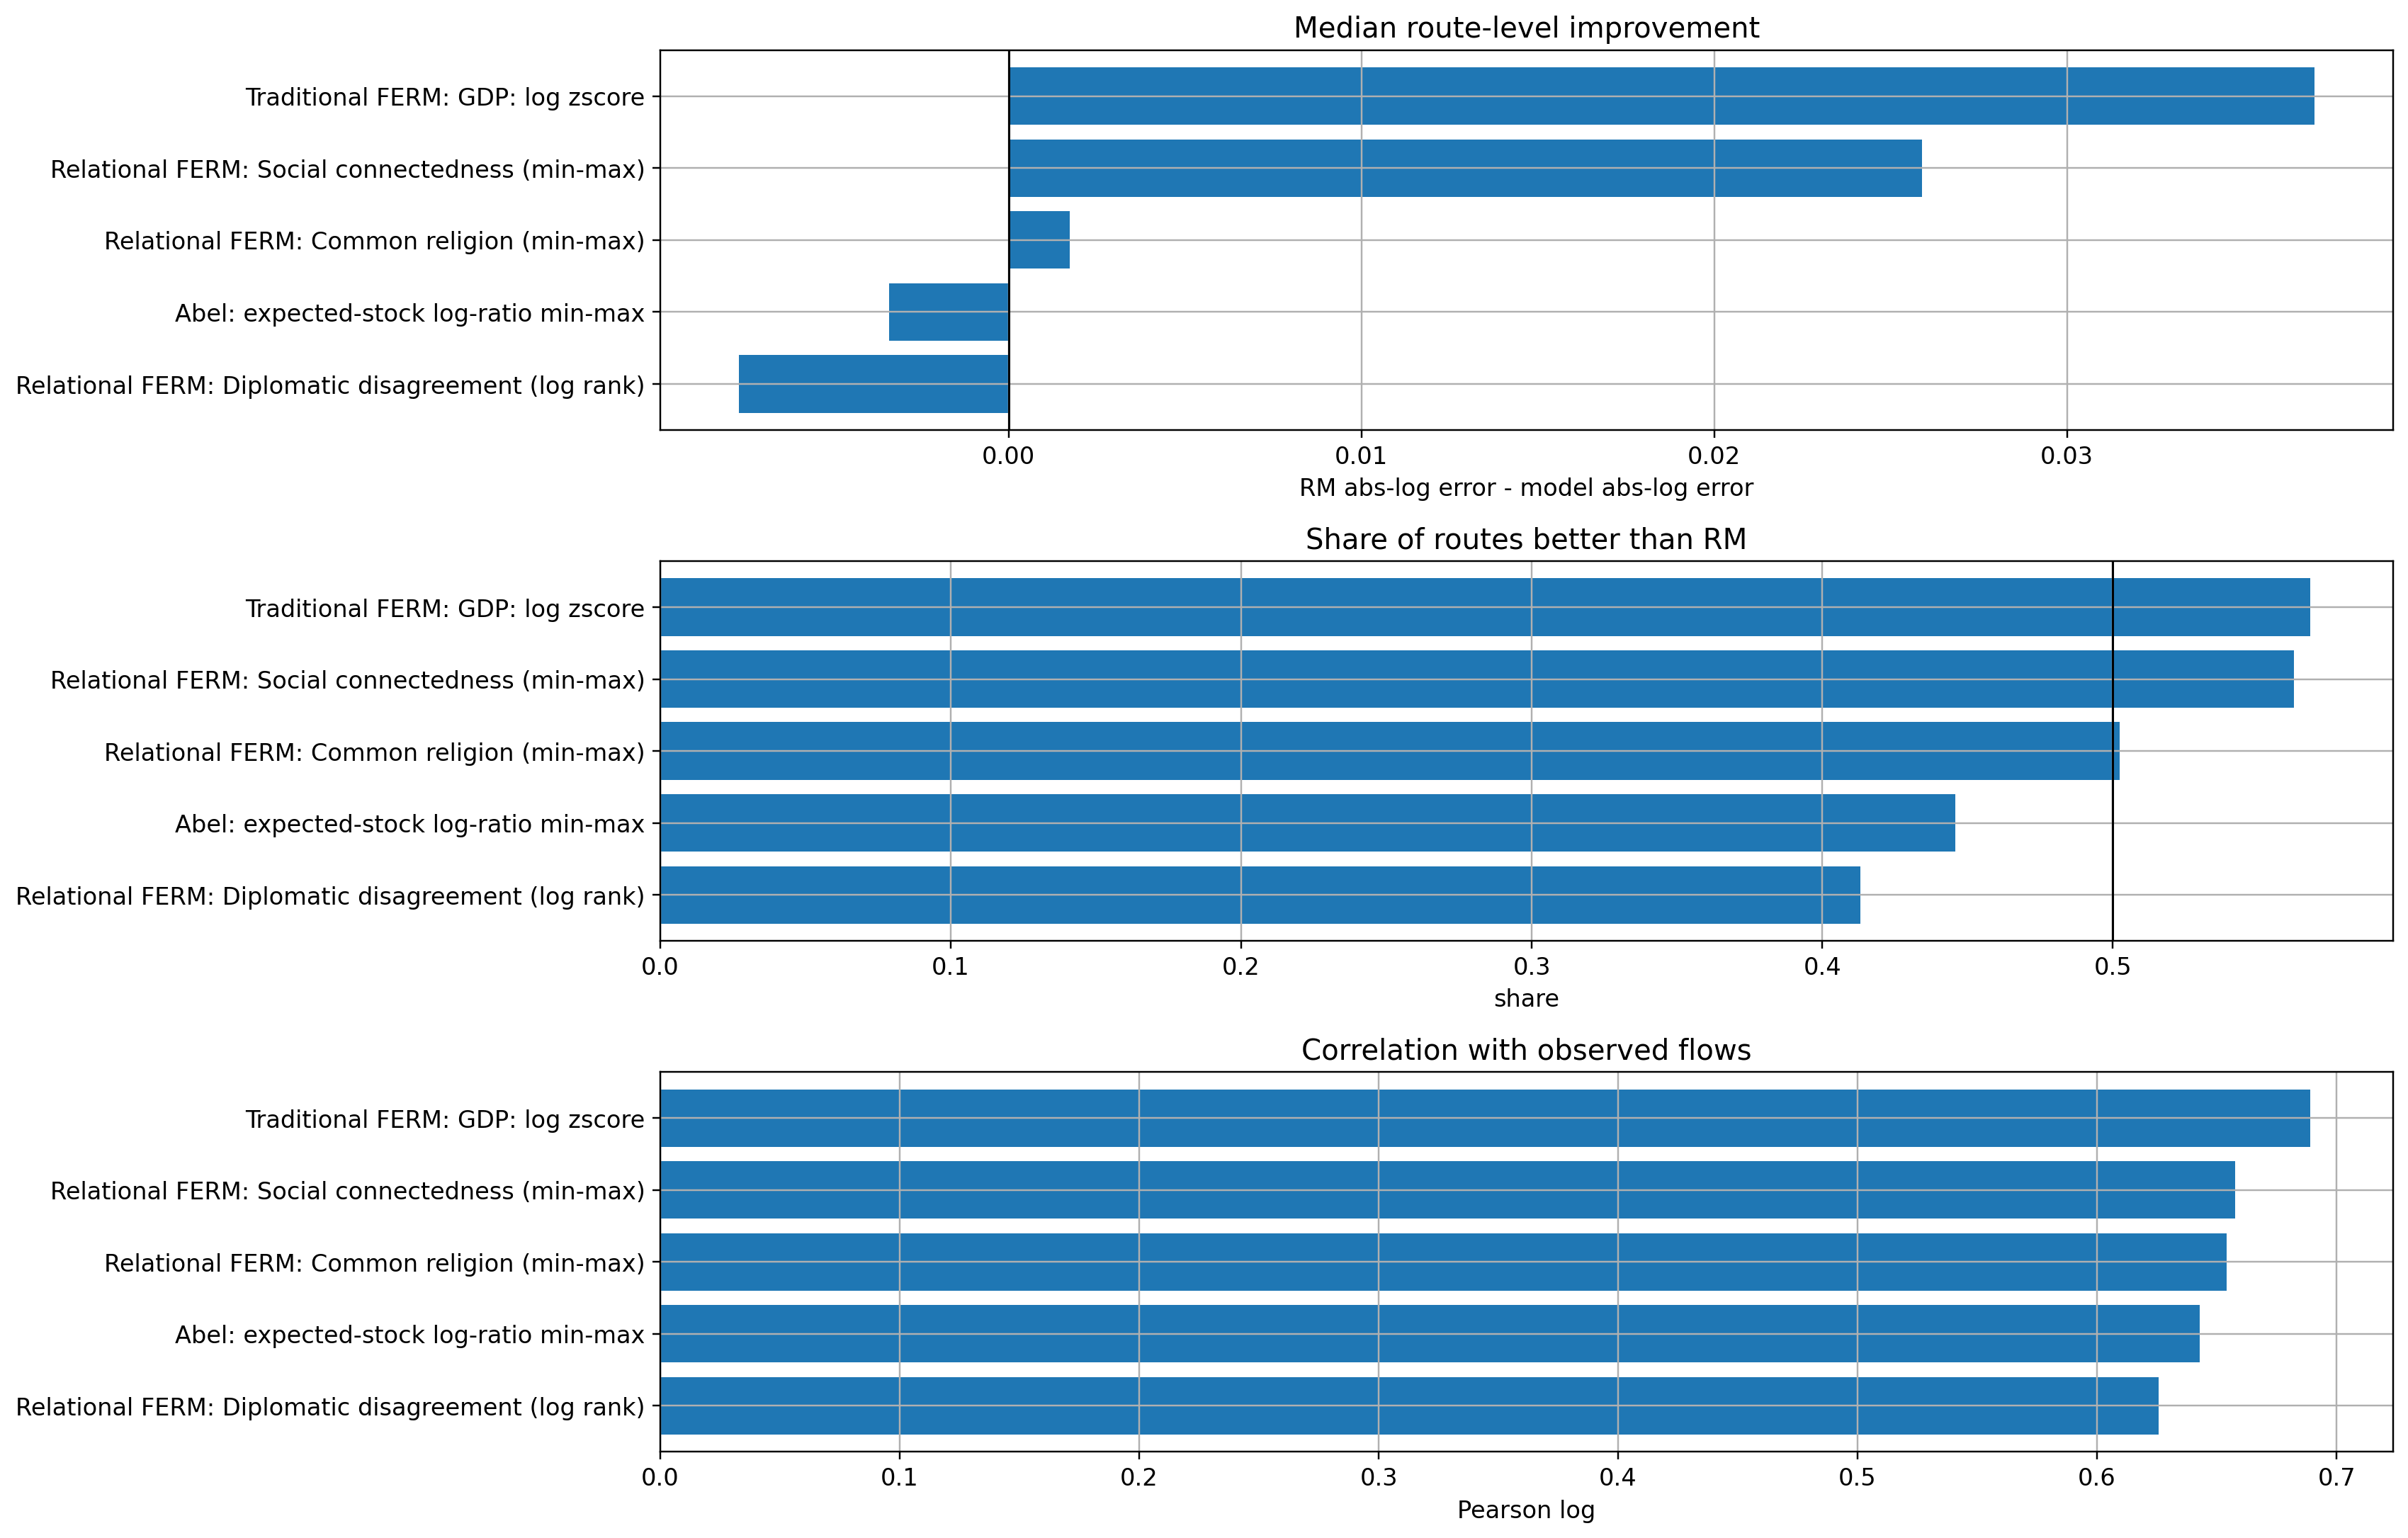 Median route-level improvement
Traditional FERM: GDP: log zscore
Relational FERM: Social connectedness (min-max)
Relational FERM: Common religion (min-max)
Abel: expected-stock log-ratio min-max
Relational FERM: Diplomatic disagreement (log rank)
0.00 0.01 0.02 0.03
RM abs-log error - model abs-log error
Share of routes better than RM
Traditional FERM: GDP: log zscore
Relational FERM: Social connectedness (min-max)
Relational FERM: Common religion (min-max)
Abel: expected-stock log-ratio min-max
Relational FERM: Diplomatic disagreement (log rank)
0.0 0.1 0.2 0.3 0.4 0.5
share
Correlation with observed flows
Traditional FERM: GDP: log zscore
Relational FERM: Social connectedness (min-max)
Relational FERM: Common religion (min-max)
Abel: expected-stock log-ratio min-max
Relational FERM: Diplomatic disagreement (log rank)
0.0 0.1 0.2 0.3 0.4 0.5 0.6 0.7
Pearson log